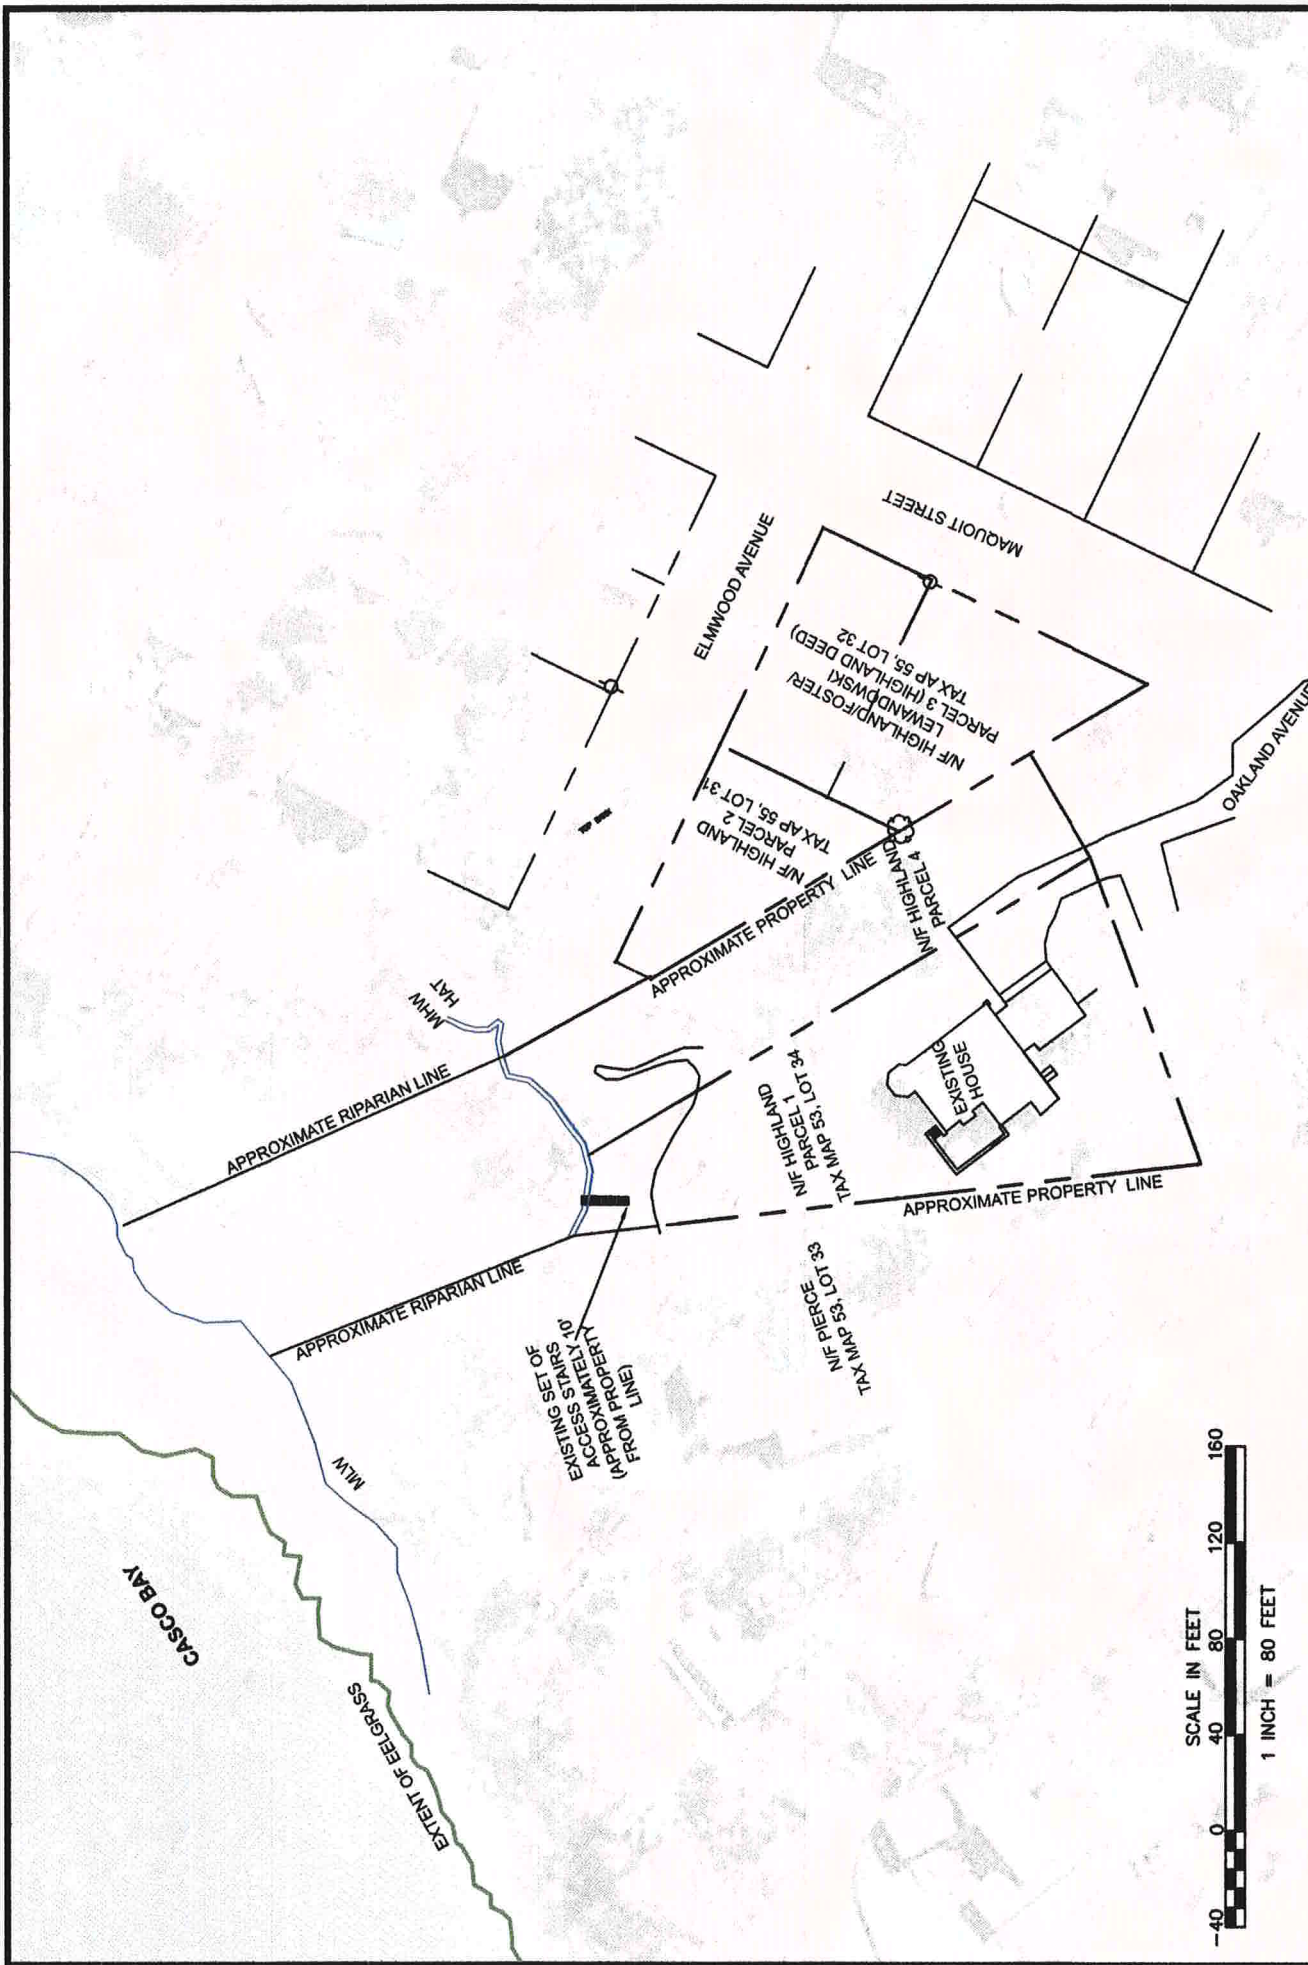 CASCO BAY
EXTENT OF EELGRASS
MLW
APPROXIMATE RIPARIAN LINE
APPROXIMATE RIPARIAN LINE
MHW
HAT
EXISTING SET OF
ACCESS STAIRS
(APPROXIMATELY 10'
FROM PROPERTY
LINE)
TOP BANK
ELMWOOD AVENUE
MAQUOIT STREET
OAKLAND AVENUE
N/F HIGHLAND/FOSTER/
LEWANDOWSKI
PARCEL 3 (HIGHLAND DEED)
TAX AP 55, LOT 32
N/F HIGHLAND
PARCEL 2
TAX AP 55, LOT 31
APPROXIMATE PROPERTY LINE
N/F HIGHLAND
PARCEL 4
N/F HIGHLAND
PARCEL 1
TAX MAP 53, LOT 34
EXISTING
HOUSE
APPROXIMATE PROPERTY LINE
N/F PIERCE
TAX MAP 53, LOT 33
SCALE IN FEET
-40 0 40 80 120 160
1 INCH = 80 FEET